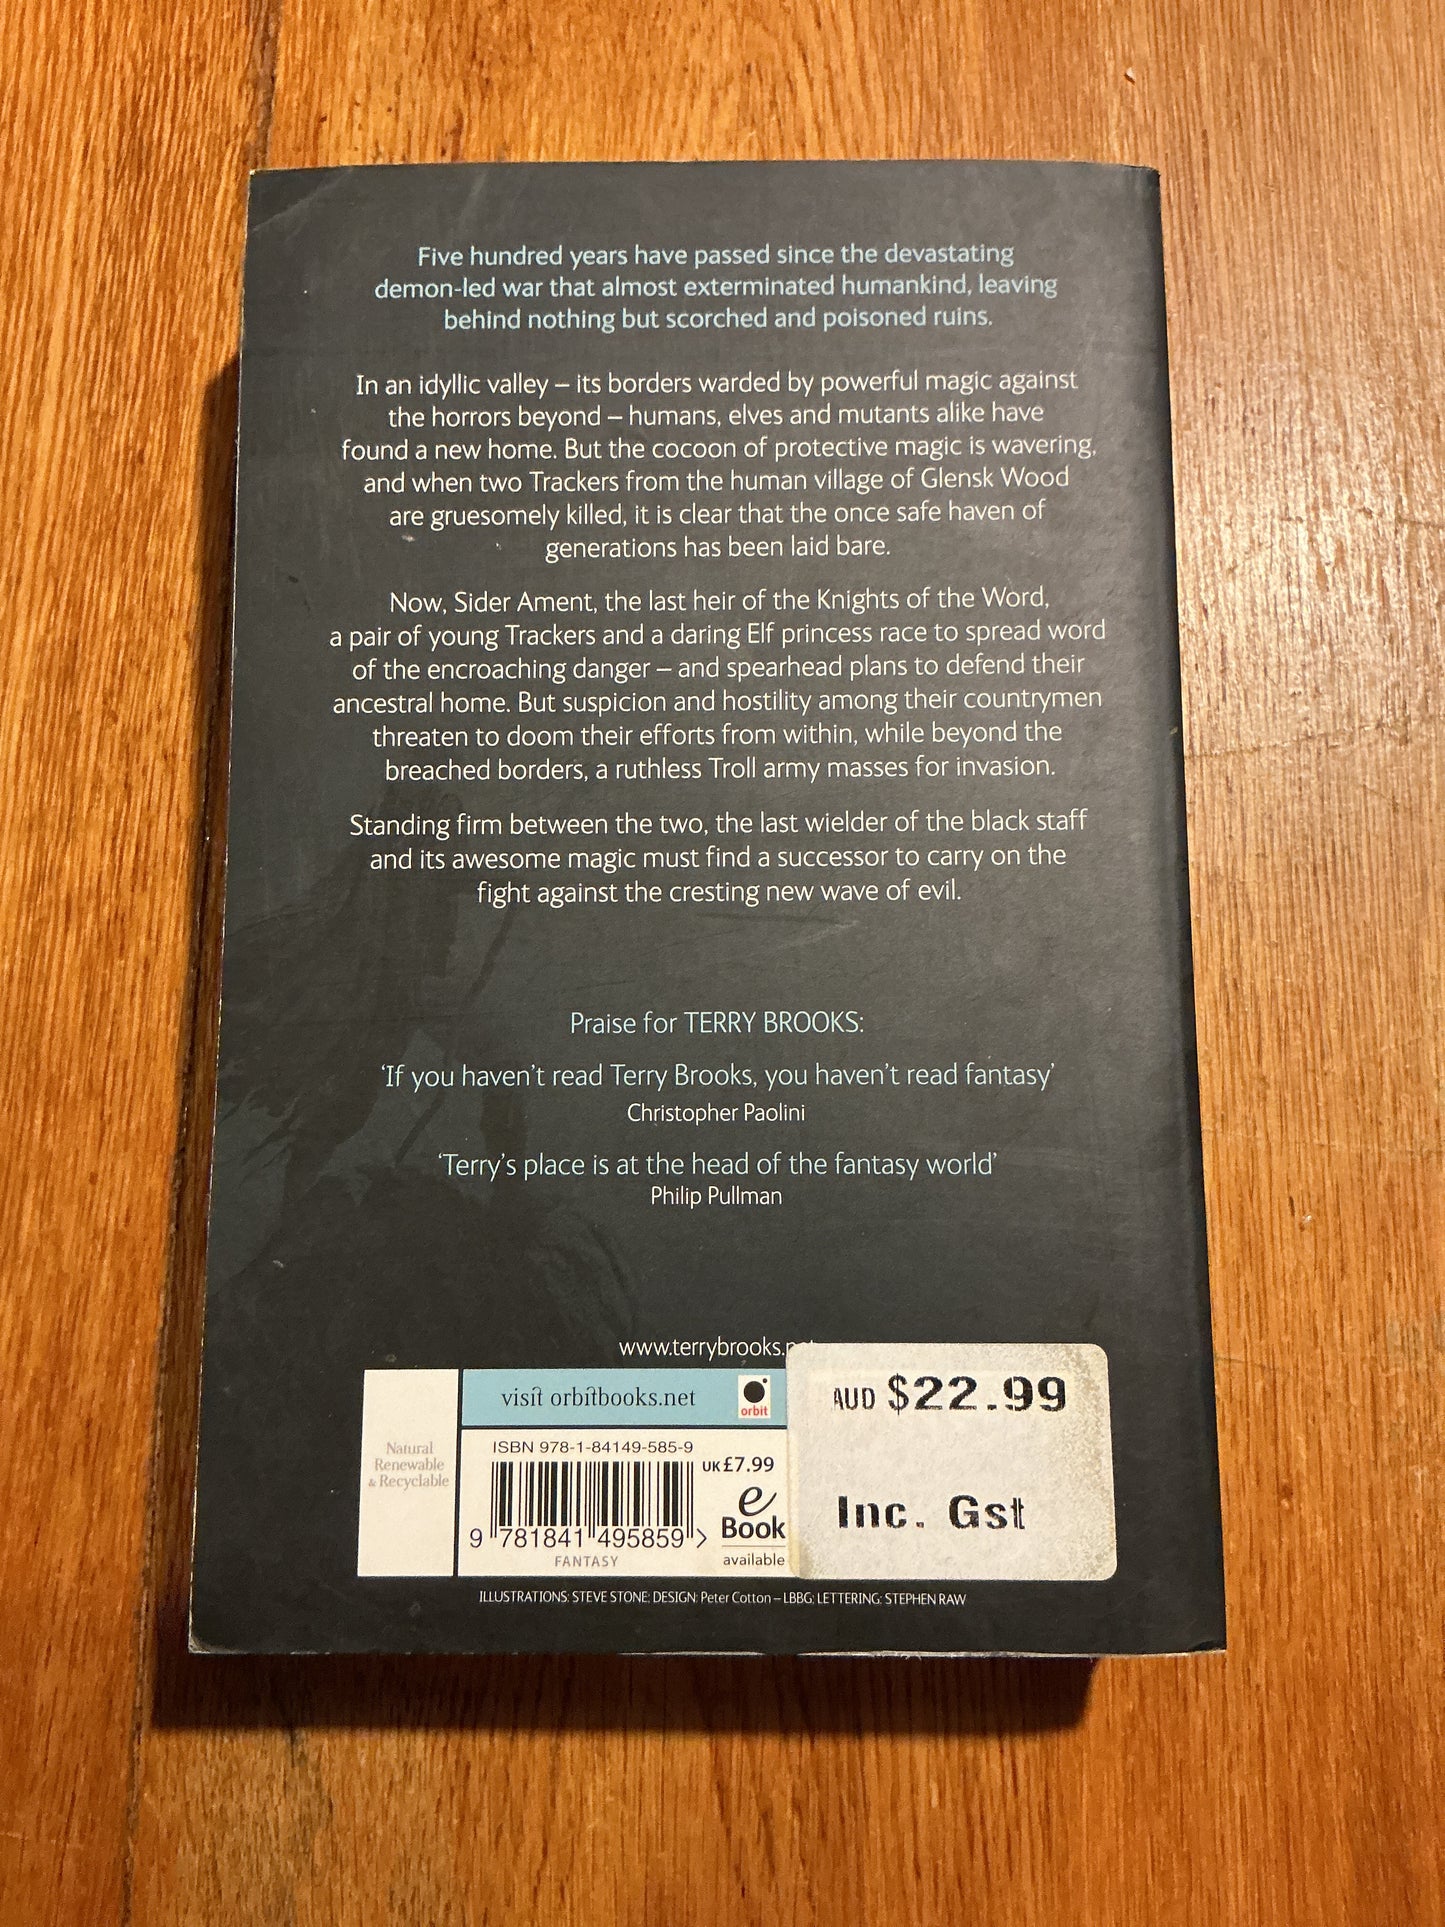 Five hundred years have passed since the devastating
demon-led war that almost exterminated humankind, leaving
behind nothing but scorched and poisoned ruins.
In an idyllic valley – its borders warded by powerful magic against
the horrors beyond – humans, elves and mutants alike have
found a new home. But the cocoon of protective magic is wavering,
and when two Trackers from the human village of Glensk Wood
are gruesomely killed, it is clear that the once safe haven of
generations has been laid bare.
Now, Sider Ament, the last heir of the Knights of the Word,
a pair of young Trackers and a daring Elf princess race to spread word
of the encroaching danger – and spearhead plans to defend their
ancestral home. But suspicion and hostility among their countrymen
threaten to doom their efforts from within, while beyond the
breached borders, a ruthless Troll army masses for invasion.
Standing firm between the two, the last wielder of the black staff
and its awesome magic must find a successor to carry on the
fight against the cresting new wave of evil.
Praise for TERRY BROOKS:
‘If you haven’t read Terry Brooks, you haven’t read fantasy’
Christopher Paolini
‘Terry’s place is at the head of the fantasy world’
Philip Pullman
www.terrybrooks.net
visit orbitbooks.net
orbit
AUD $22.99
Inc. Gst
Natural
Renewable
& Recyclable
ISBN 978-1-84149-585-9
UK £7.99
e
Book
available
9 781841 495859 >
FANTASY
ILLUSTRATIONS: STEVE STONE; DESIGN: Peter Cotton – LBBG; LETTERING: STEPHEN RAW